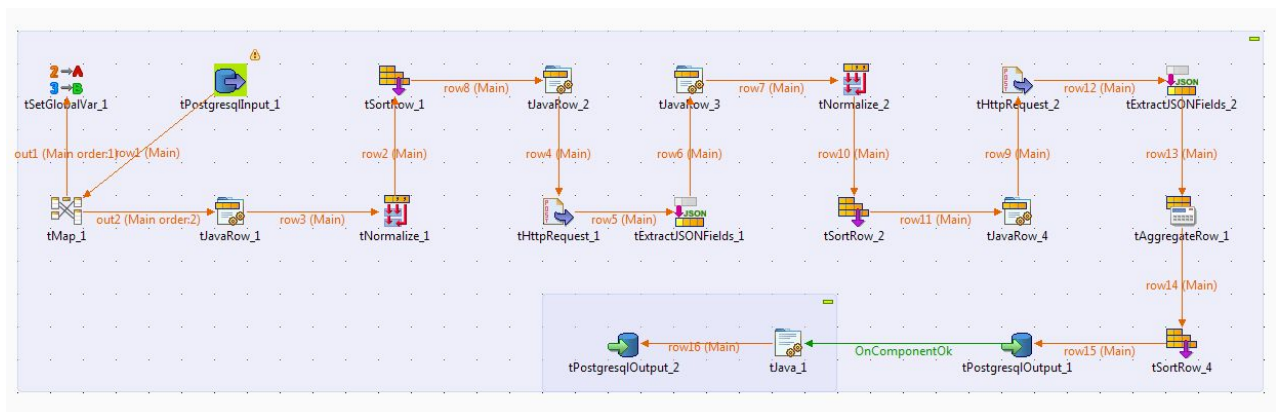 tSetGlobalVar_1
tPostgresqlInput_1
tSortRow_1
row8 (Main)
tJavaRow_2
tJavaRow_3
row7 (Main)
tNormalize_2
tHttpRequest_2
row12 (Main)
JSON
tExtractJSONFields_2
out1 (Main order:1)
row1 (Main)
row2 (Main)
row4 (Main)
row6 (Main)
row10 (Main)
row9 (Main)
row13 (Main)
tMap_1
out2 (Main order:2)
tJavaRow_1
row3 (Main)
tNormalize_1
tHttpRequest_1
row5 (Main)
JSON
tExtractJSONFields_1
tSortRow_2
row11 (Main)
tJavaRow_4
tAggregateRow_1
row14 (Main)
tPostgresqlOutput_2
row16 (Main)
tJava_1
OnComponentOk
tPostgresqlOutput_1
row15 (Main)
tSortRow_4